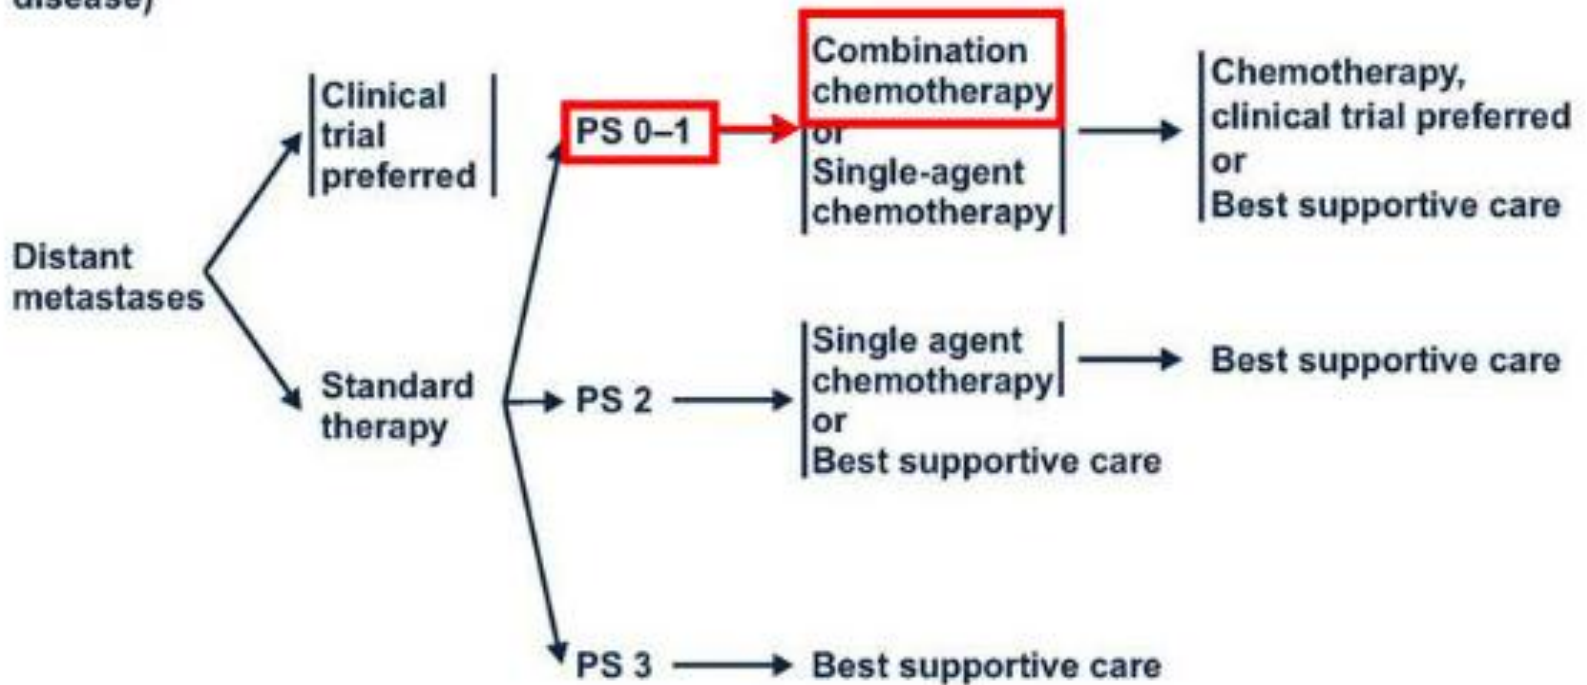 disease)
Clinical
trial
preferred
Distant
metastases
Standard
therapy
PS 0–1
Combination
chemotherapy
or
Single-agent
chemotherapy
Chemotherapy,
clinical trial preferred
or
Best supportive care
PS 2
Single agent
chemotherapy
or
Best supportive care
Best supportive care
PS 3
Best supportive care